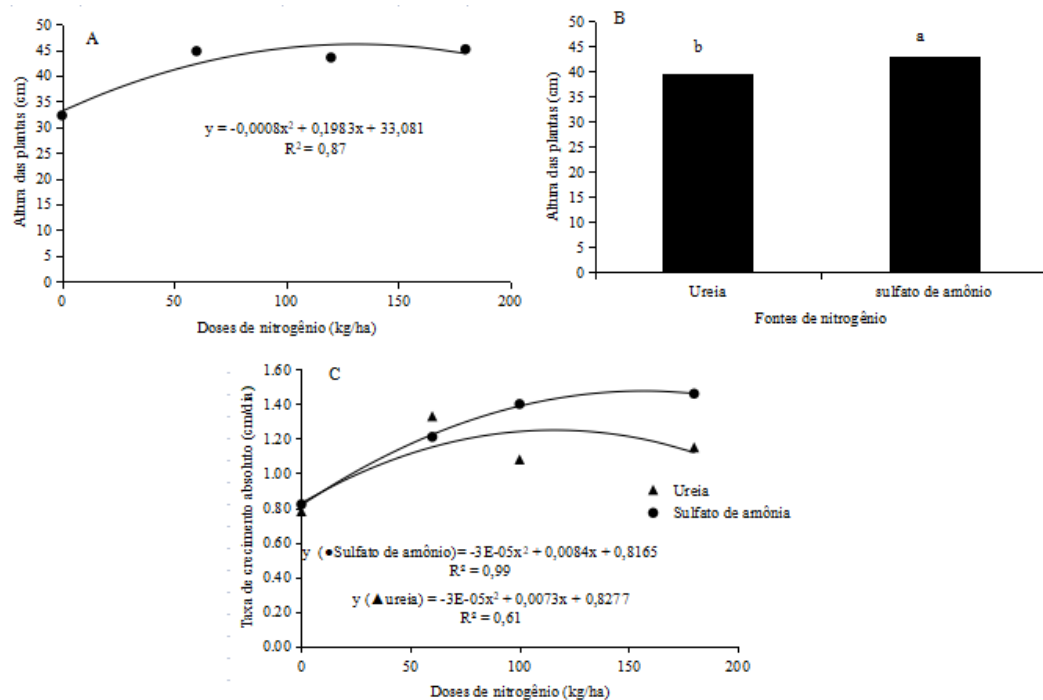 A
50
45
40
35
30
25
20
15
10
5
0
Altura das plantas (cm)
y = -0,0008x² + 0,1983x + 33,081
R² = 0,87
0 50 100 150 200
Doses de nitrogênio (kg/ha)
B
50
45
40
35
30
25
20
15
10
5
0
Altura das plantas (cm)
b a
Ureia sulfato de amônio
Fontes de nitrogênio
C
1.60
1.40
1.20
1.00
0.80
0.60
0.40
0.20
0.00
Taxa de crecimento absoluto (cm/dia)
▲ Ureia
● Sulfato de amônia
y (●Sulfato de amônio)= -3E-05x² + 0,0084x + 0,8165
R² = 0,99
y (▲ureia) = -3E-05x² + 0,0073x + 0,8277
R² = 0,61
0 50 100 150 200
Doses de nitrogênio (kg/ha)